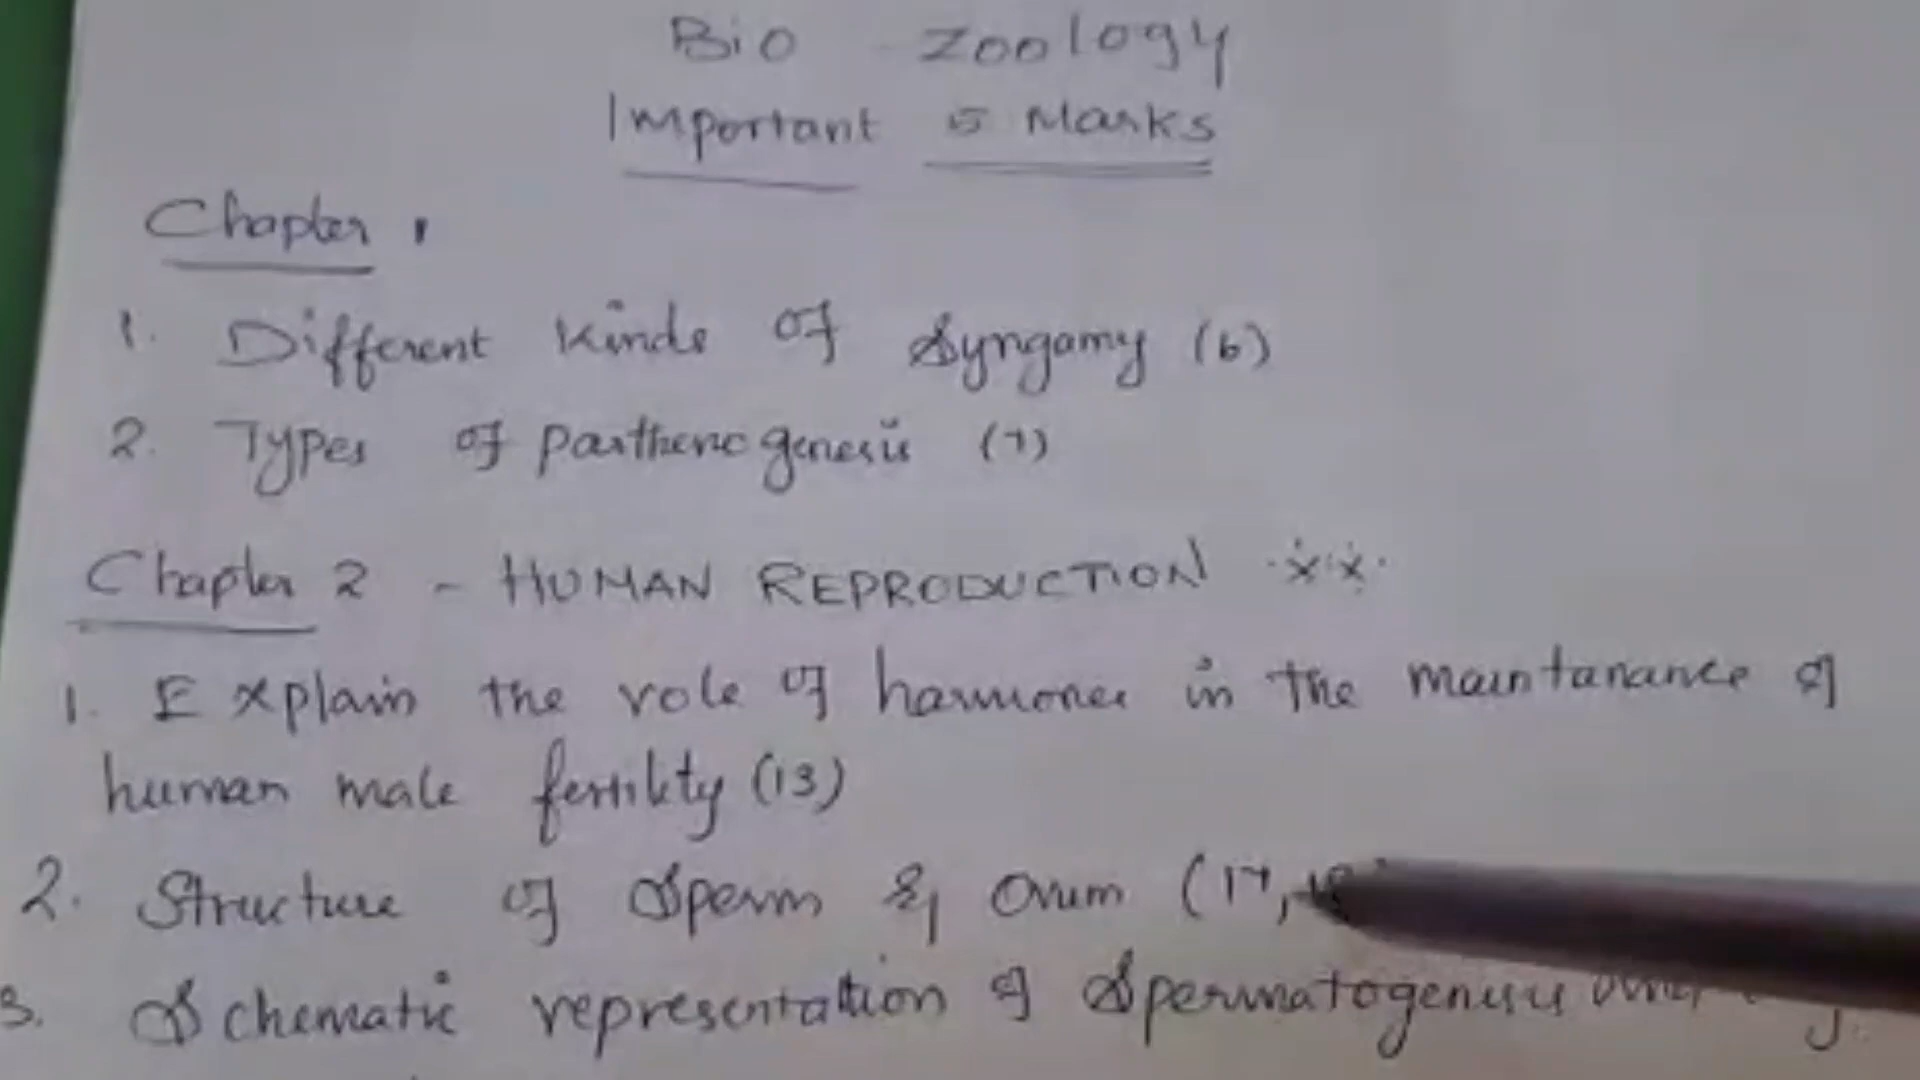 Bio Zoology
Important 5 Marks
Chapter 1
1. Different kinds of Syngamy (6)
2. Types of parthenogenesis (7)
Chapter 2 - HUMAN REPRODUCTION
1. Explain the role of harmones in the maintanance of
human male fertility (13)
2. Structure of Sperm & Ovum (17,
3. Schematic representation of Spermatogenesis